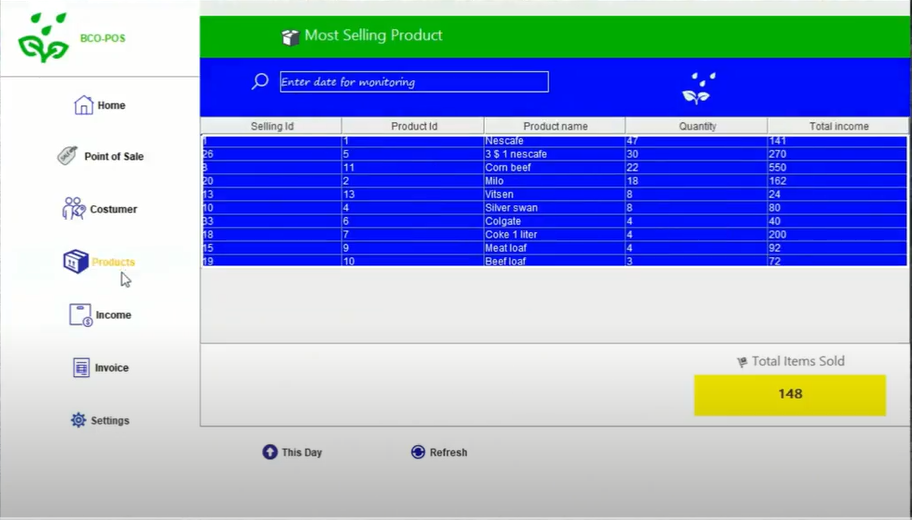 BCO-POS
Most Selling Product
Enter date for monitoring
Home
Point of Sale
Costumer
Products
Income
Invoice
Settings
Selling Id Product Id Product name Quantity Total income
1 1 Nescafe 47 141
26 5 3 $ 1 nescafe 30 270
11 Corn beef 22 550
20 2 Milo 18 162
13 13 Vitsen 8 24
10 4 Silver swan 8 80
33 6 Colgate 4 40
18 7 Coke 1 liter 4 200
15 9 Meat loaf 4 92
19 10 Beef loaf 3 72
Total Items Sold
148
This Day
Refresh